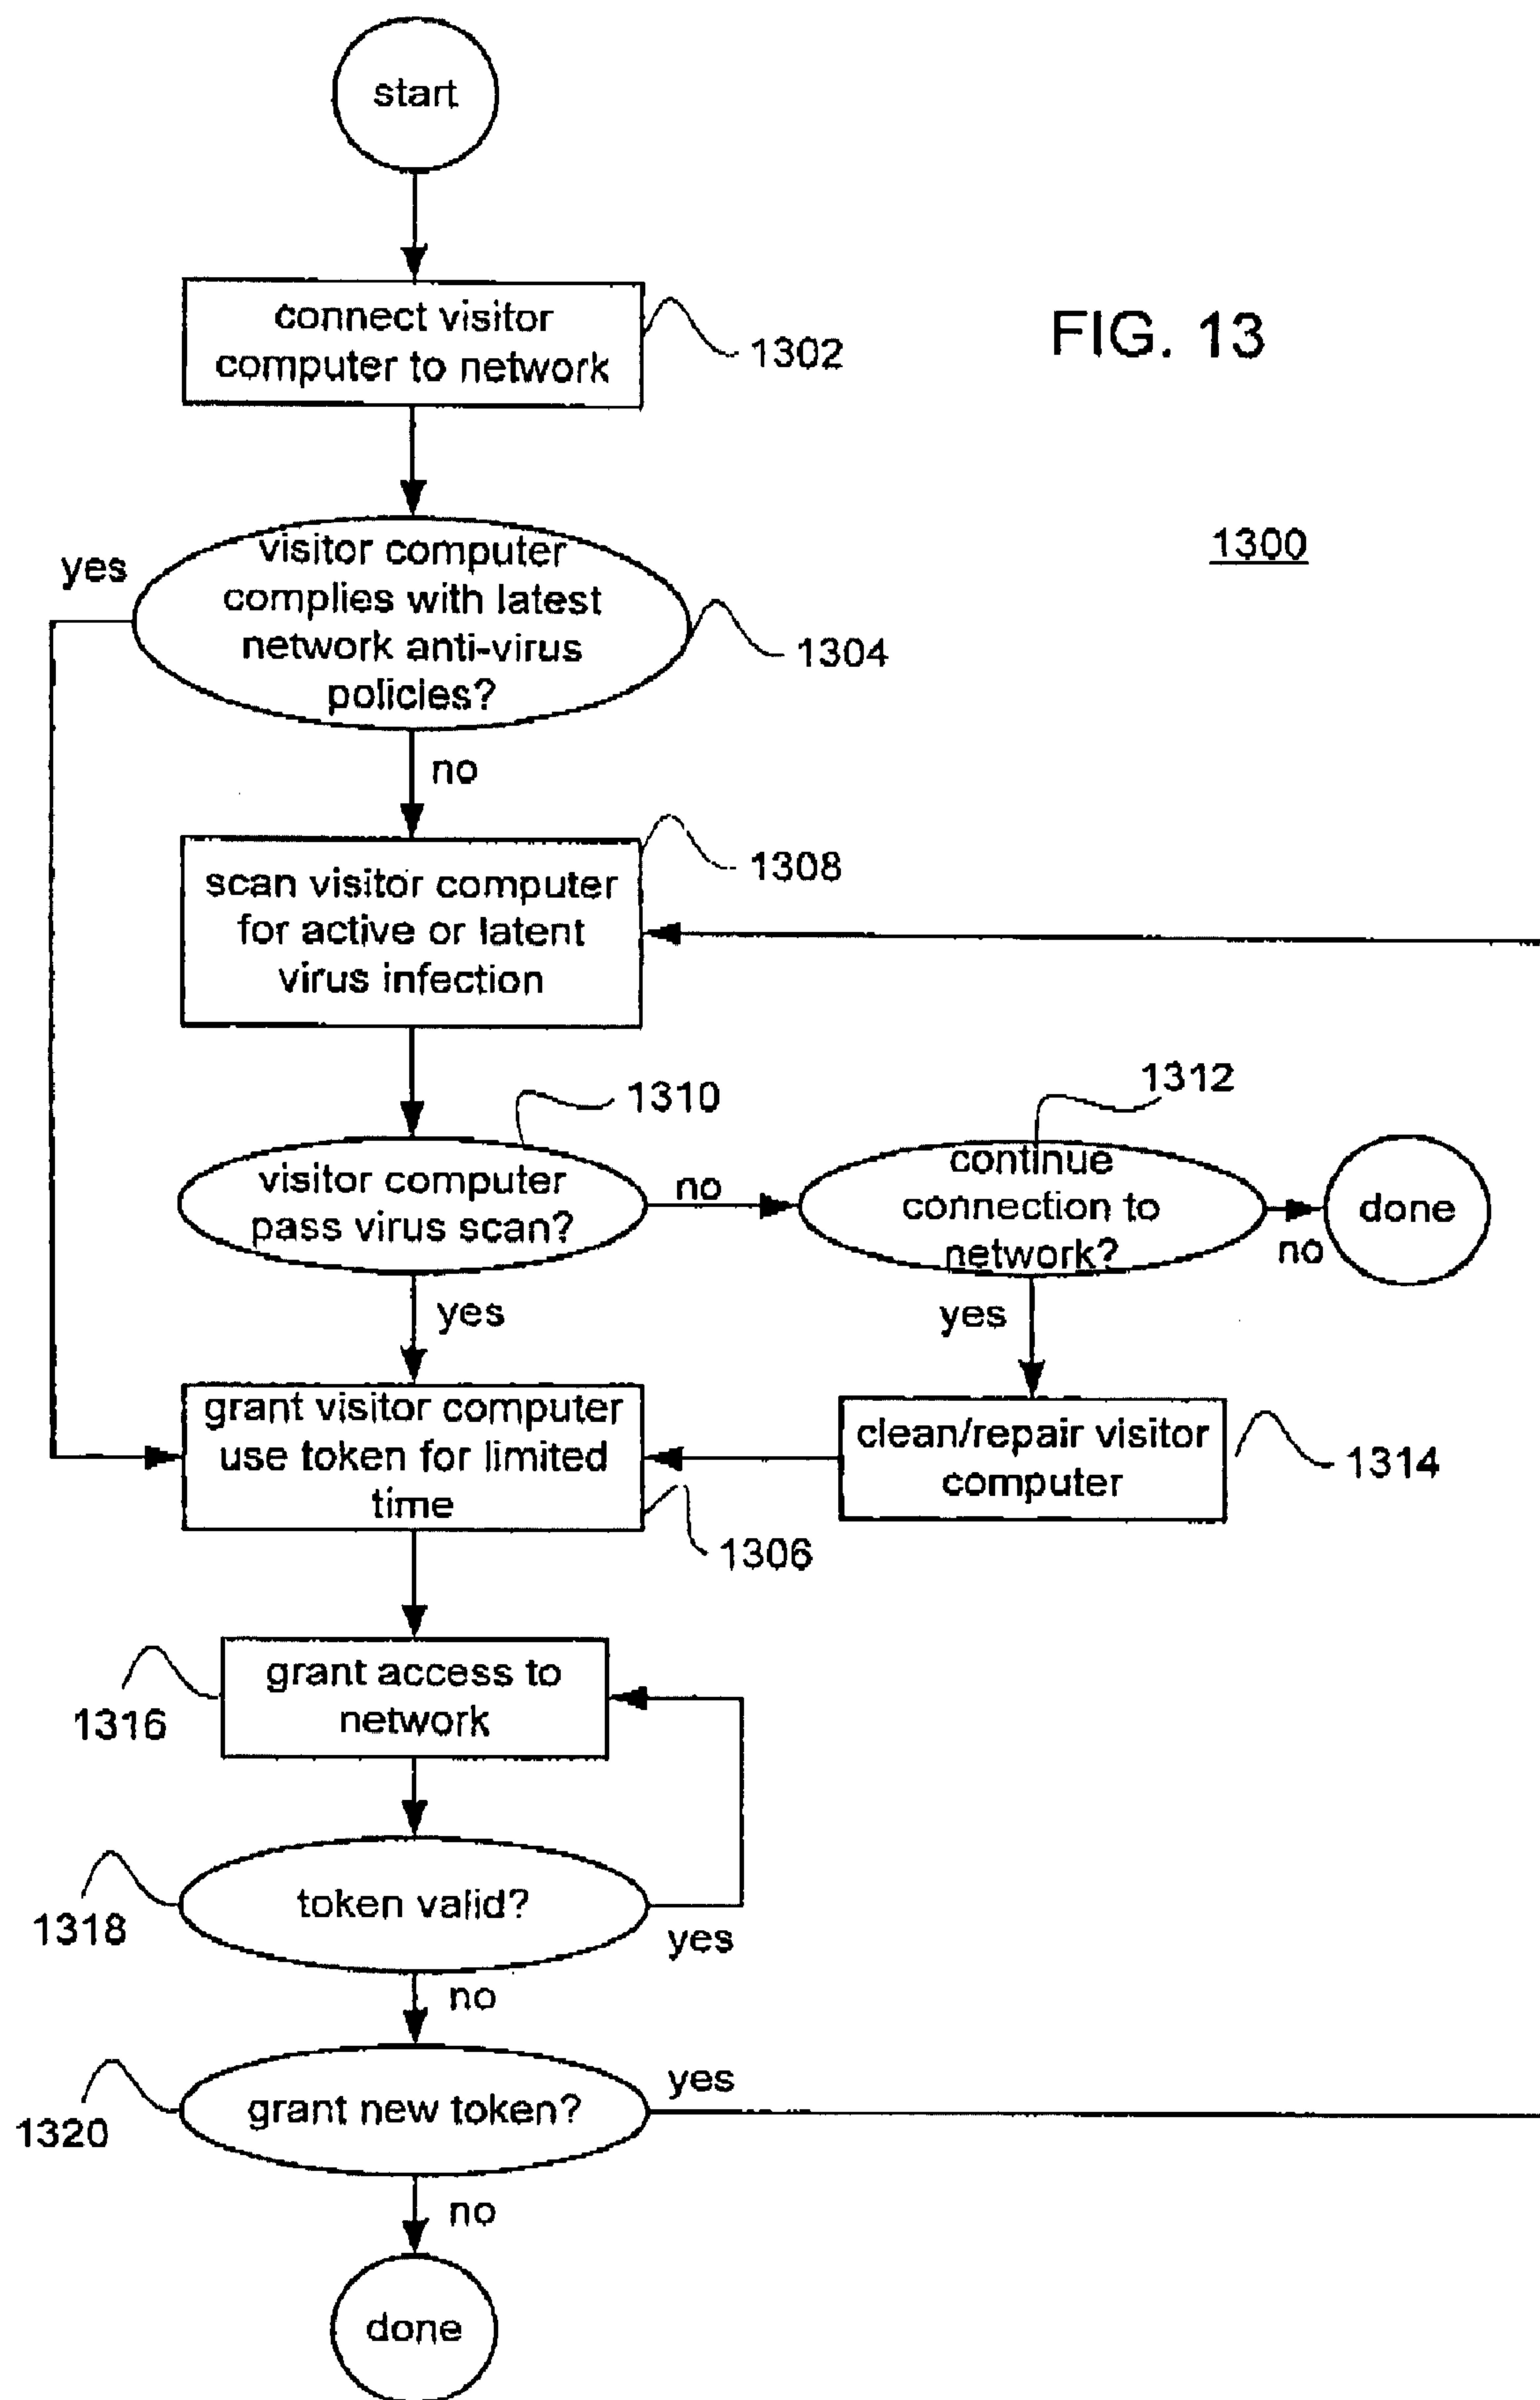 start
connect visitor
computer to network
1302
FIG. 13
1300
yes
visitor computer
complies with latest
network anti-virus
policies?
1304
no
1308
scan visitor computer
for active or latent
virus infection
1310
1312
visitor computer
pass virus scan?
no
continue
connection to
network?
no
done
yes
yes
grant visitor computer
use token for limited
time
1306
clean/repair visitor
computer
1314
grant access to
network
1316
token valid?
1318
yes
no
grant new token?
1320
yes
no
done